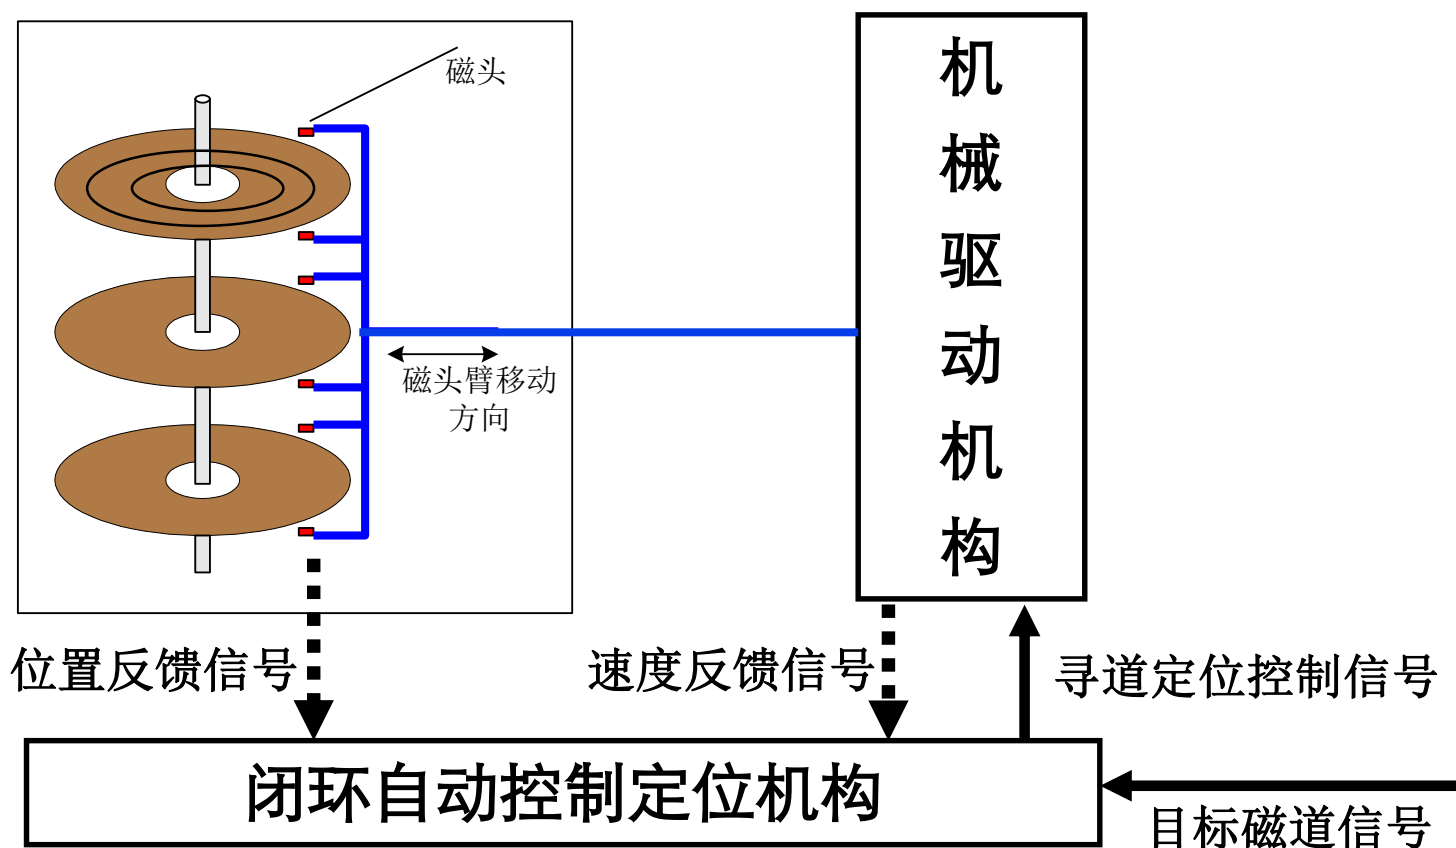 磁头
机
械
驱
动
机
构
磁头臂移动
方向
位置反馈信号
速度反馈信号
寻道定位控制信号
闭环自动控制定位机构
目标磁道信号